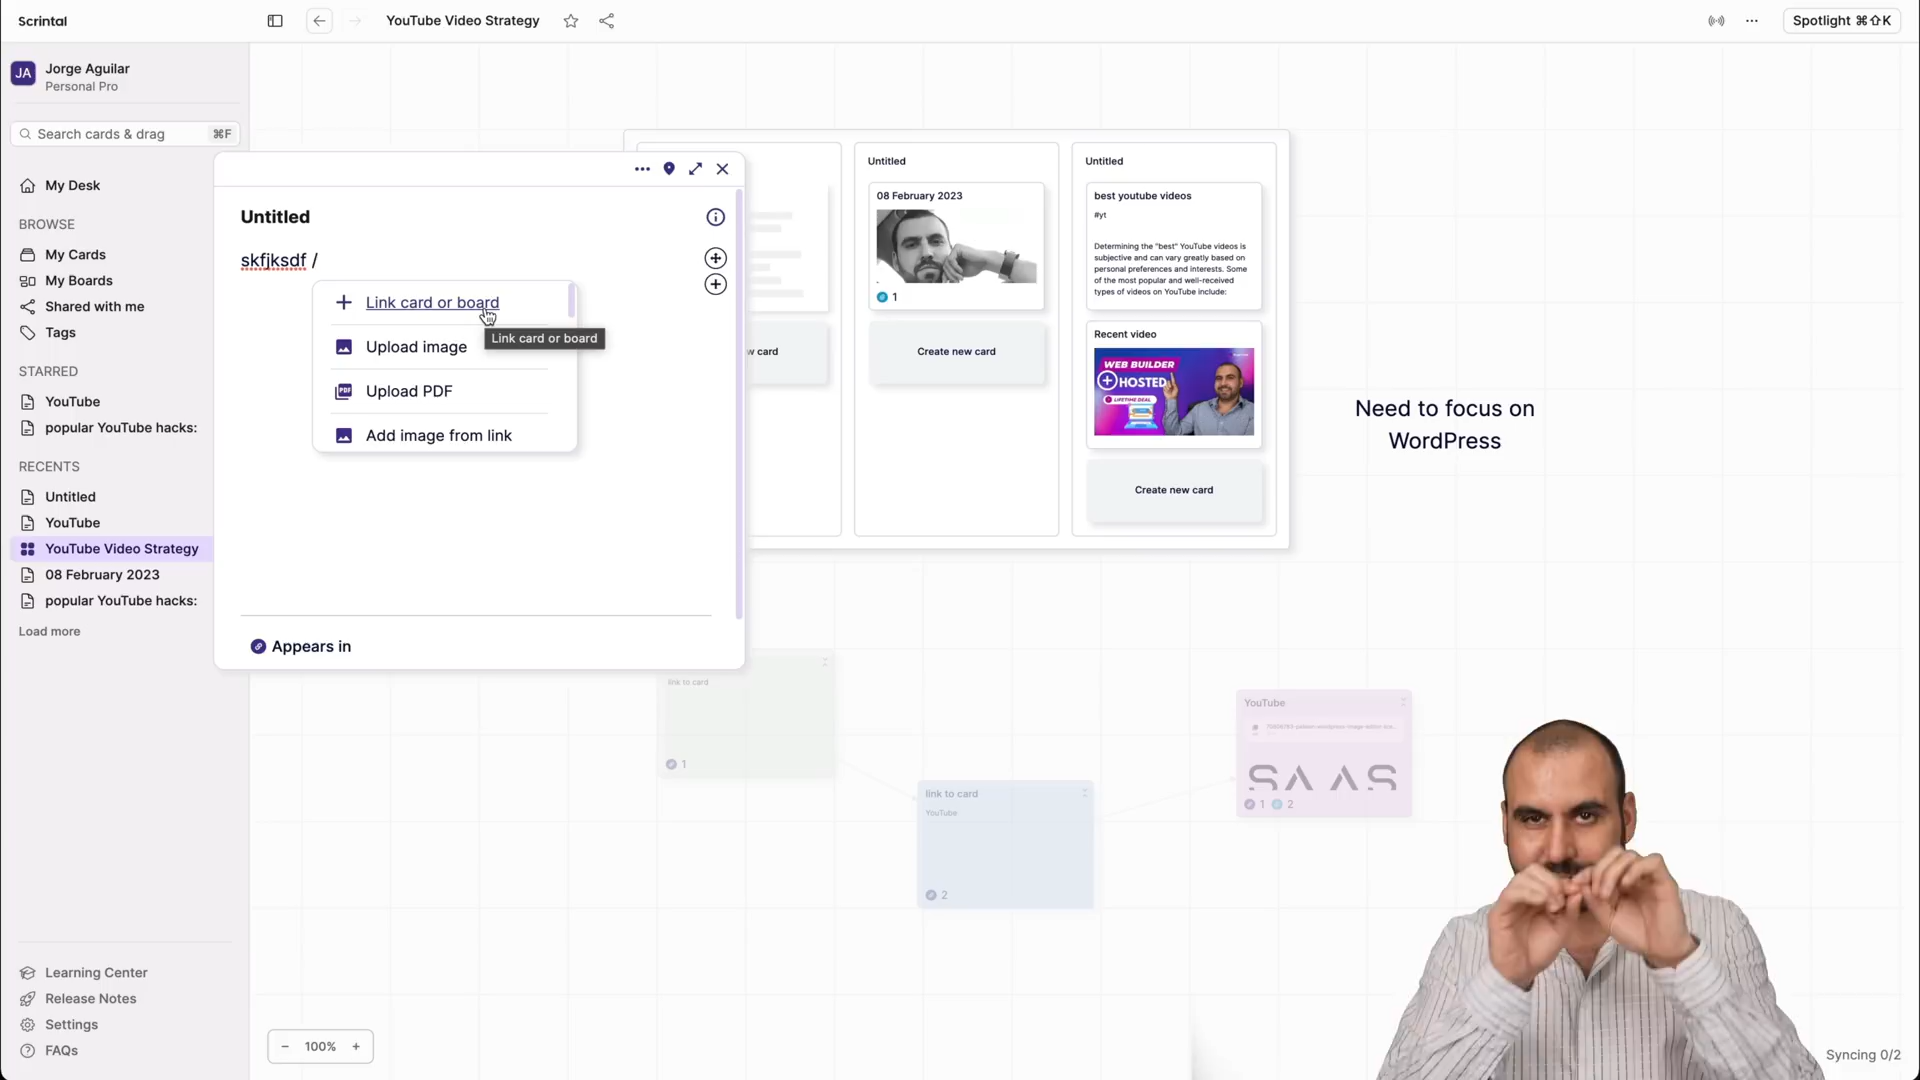 Scrintal
YouTube Video Strategy
Spotlight ⌘⇧K
JA
Jorge Aguilar
Personal Pro
Search cards & drag ⌘F
My Desk
BROWSE
My Cards
My Boards
Shared with me
Tags
STARRED
YouTube
popular YouTube hacks:
RECENTS
Untitled
YouTube
YouTube Video Strategy
08 February 2023
popular YouTube hacks:
Load more
Learning Center
Release Notes
Settings
FAQs
Untitled
skfjksdf /
Link card or board
Link card or board
Upload image
PDF
Upload PDF
Add image from link
Appears in
w card
Untitled
08 February 2023
1
Create new card
Untitled
best youtube videos
#yt
Determining the "best" YouTube videos is
subjective and can vary greatly based on
personal preferences and interests. Some
of the most popular and well-received
types of videos on YouTube include:
Recent video
WEB BUILDER
HOSTED
LIFETIME DEAL
Create new card
Need to focus on
WordPress
link to card
1
link to card
YouTube
2
YouTube
SAAS
1 2
100%
Syncing 0/2